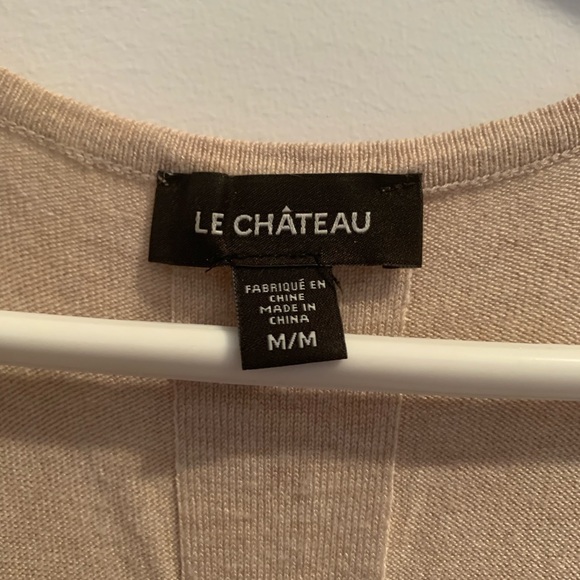 LE CHÂTEAU
FABRIQUÉ EN
CHINE
MADE IN
CHINA
M/M